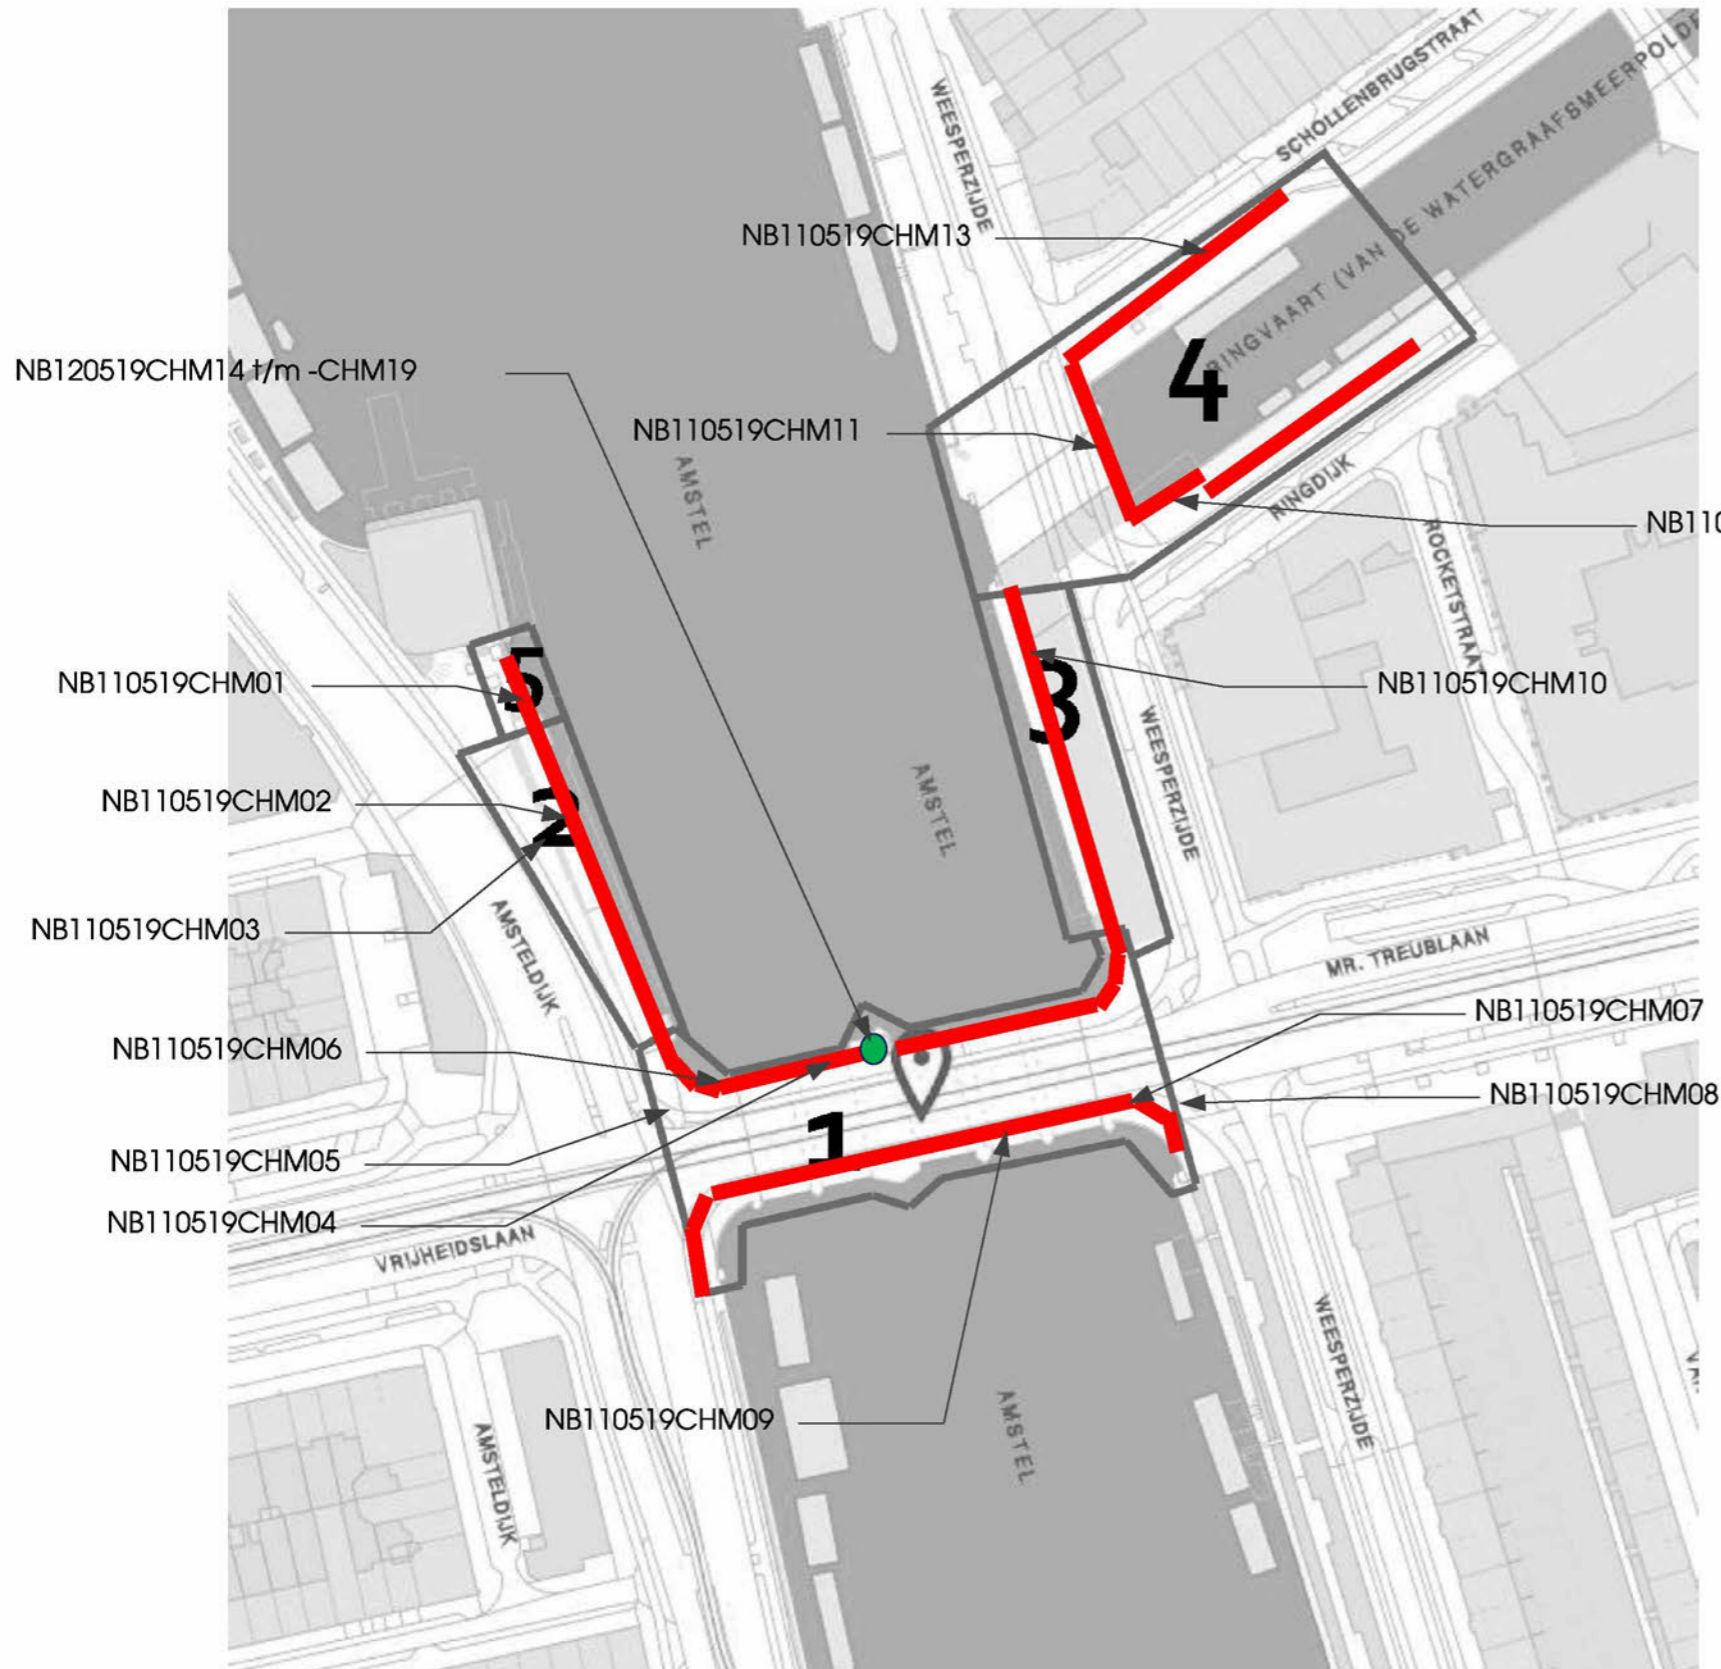 SCHOLLENBRUGSTRAAT
RINGVAART (VAN DE WATERGRAAFSMEERPOLDE
WEESPERZIJDE
NB110519CHM13
NB120519CHM14 t/m -CHM19
4
NB110519CHM11
AMSTEL
RINGDIJK
NB110
ROCKETSTRAAT
5
NB110519CHM01
NB110519CHM10
3
NB110519CHM02
2
WEESPERZIJDE
AMSTEL
NB110519CHM03
AMSTELDIJK
MR. TREUBLAAN
NB110519CHM07
NB110519CHM06
NB110519CHM08
1
NB110519CHM05
NB110519CHM04
VRIJHEIDSLAAN
WEESPERZIJDE
NB110519CHM09
AMSTEL
AMSTELDIJK